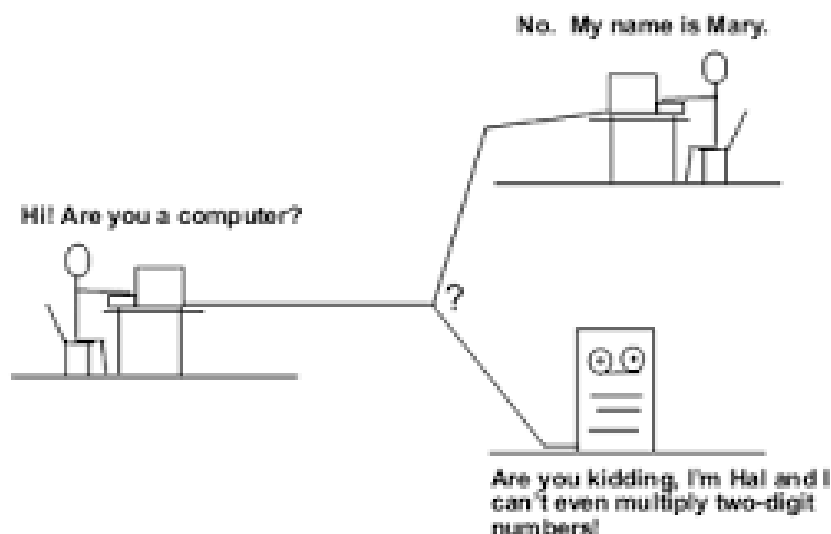 No. My name is Mary.
Hi! Are you a computer?
?
Are you kidding, I'm Hal and I
can't even multiply two-digit
numbers!